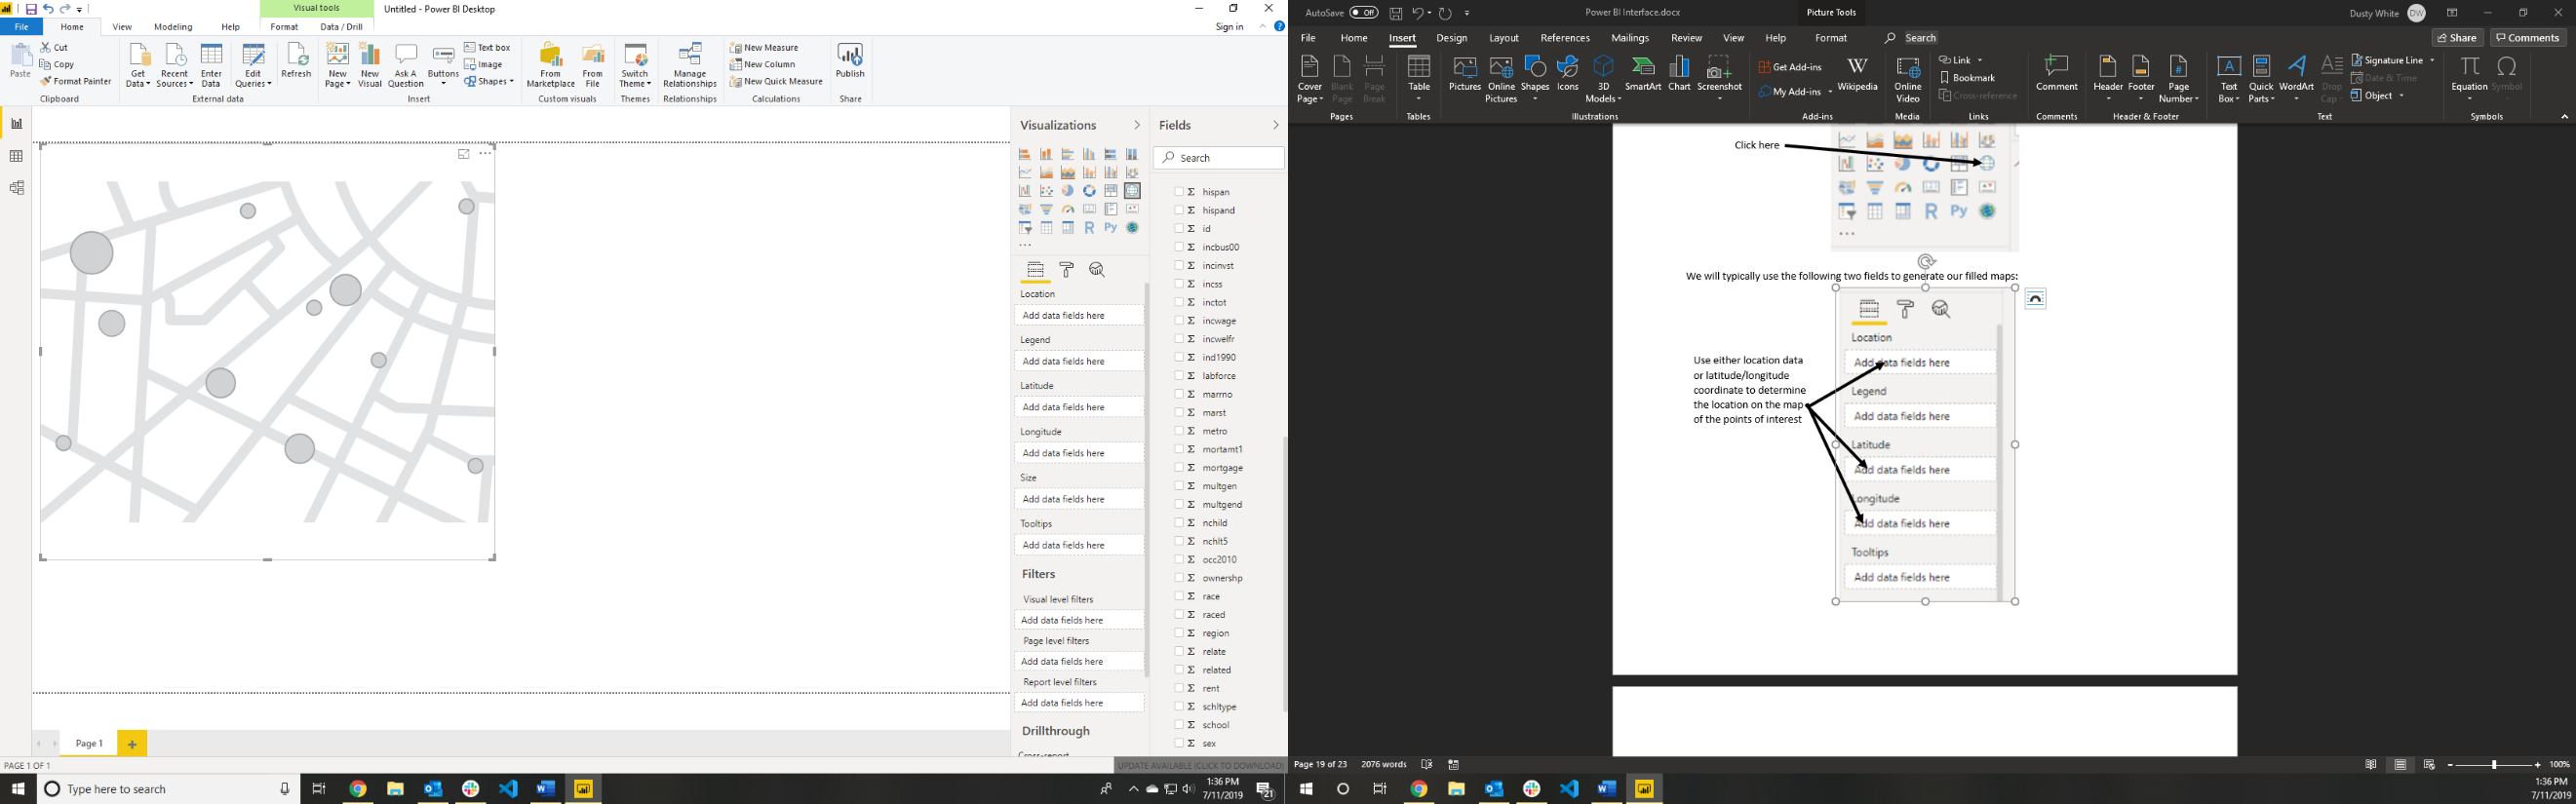 Visual tools
Untitled - Power BI Desktop
Sign in
File Home View Modeling Help Format Data / Drill
Paste
Cut
Copy
Format Painter
Clipboard
Get Data
Recent Sources
Enter Data
Edit Queries
Refresh
External data
New Page
New Visual
Ask A Question
Buttons
Text box
Image
Shapes
Insert
From Marketplace
From File
Custom visuals
Switch Theme
Themes
Manage Relationships
Relationships
New Measure
New Column
New Quick Measure
Calculations
Publish
Share
Visualizations
R Py
Location
Add data fields here
Legend
Add data fields here
Latitude
Add data fields here
Longitude
Add data fields here
Size
Add data fields here
Tooltips
Add data fields here
Filters
Visual level filters
Add data fields here
Page level filters
Add data fields here
Report level filters
Add data fields here
Drillthrough
Cross-report
Fields
Search
hispan
hispand
id
incbus00
incinvst
incss
inctot
incwage
incwelfr
ind1990
labforce
marrno
marst
metro
mortamt1
mortgage
multgen
multgend
nchild
nchlt5
occ2010
ownershp
race
raced
region
relate
related
rent
schltype
school
sex
Page 1
PAGE 1 OF 1
UPDATE AVAILABLE (CLICK TO DOWNLOAD)
Type here to search
1:36 PM
7/11/2019
21
AutoSave Off
Power BI Interface.docx
Picture Tools
Dusty White
DW
File Home Insert Design Layout References Mailings Review View Help Format Search
Share
Comments
Cover Page
Blank Page
Page Break
Pages
Table
Tables
Pictures
Online Pictures
Shapes
Icons
3D Models
SmartArt
Chart
Screenshot
Illustrations
Get Add-ins
My Add-ins
Wikipedia
Add-ins
Online Video
Media
Link
Bookmark
Cross-reference
Links
Comment
Comments
Header
Footer
Page Number
Header & Footer
Text Box
Quick Parts
WordArt
Drop Cap
Signature Line
Date & Time
Object
Text
Equation
Symbol
Symbols
Click here
R Py
We will typically use the following two fields to generate our filled maps:
Use either location data
or latitude/longitude
coordinate to determine
the location on the map
of the points of interest
Location
Add data fields here
Legend
Add data fields here
Latitude
Add data fields here
Longitude
Add data fields here
Tooltips
Add data fields here
Page 19 of 23 2076 words
100%
1:36 PM
7/11/2019